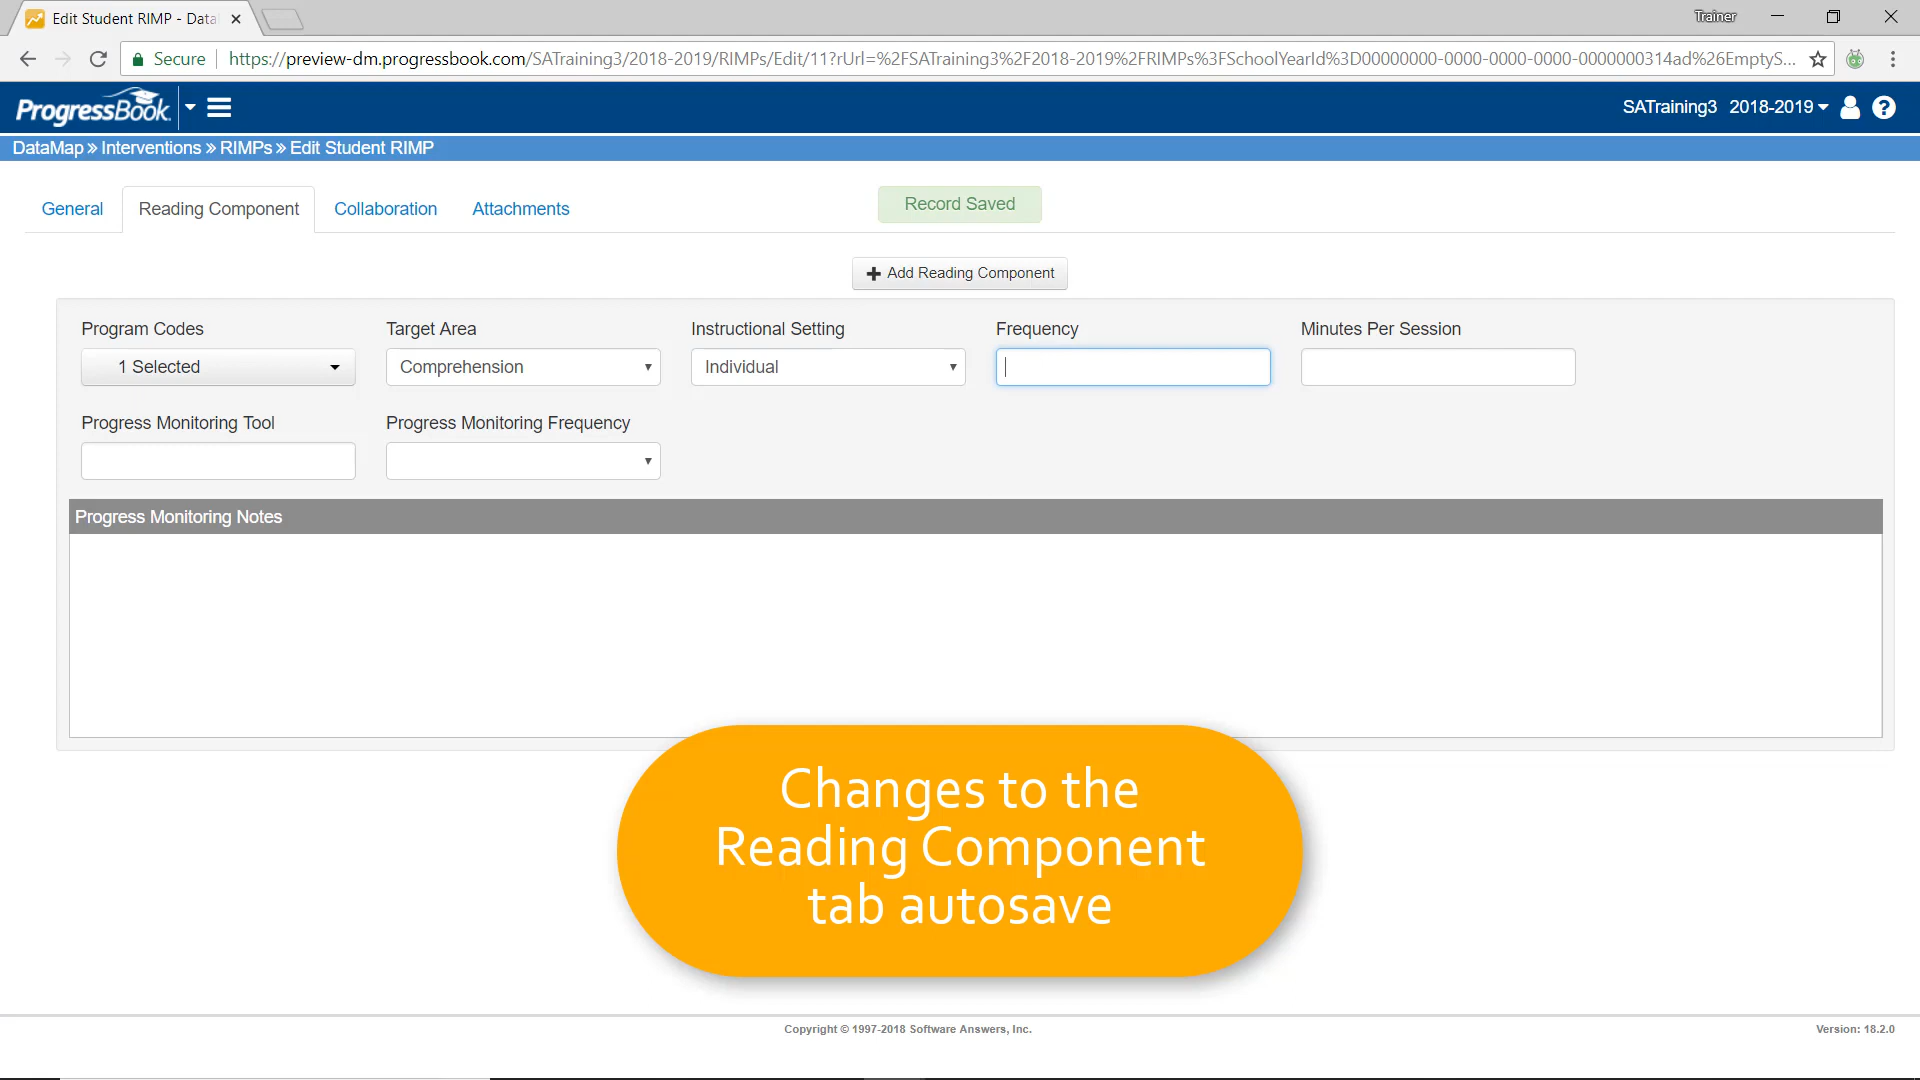 Edit Student RIMP - Data
Trainer
Secure
https://preview-dm.progressbook.com/SATraining3/2018-2019/RIMPs/Edit/11?rUrl=%2FSATraining3%2F2018-2019%2FRIMPs%3FSchoolYearId%3D00000000-0000-0000-0000-0000000314ad%26EmptyS...
ProgressBook
SATraining3 2018-2019
DataMap » Interventions » RIMPs » Edit Student RIMP
General
Reading Component
Collaboration
Attachments
Record Saved
Add Reading Component
Program Codes
Target Area
Instructional Setting
Frequency
Minutes Per Session
1 Selected
Comprehension
Individual
Progress Monitoring Tool
Progress Monitoring Frequency
Progress Monitoring Notes
Changes to the
Reading Component
tab autosave
Copyright © 1997-2018 Software Answers, Inc.
Version: 18.2.0